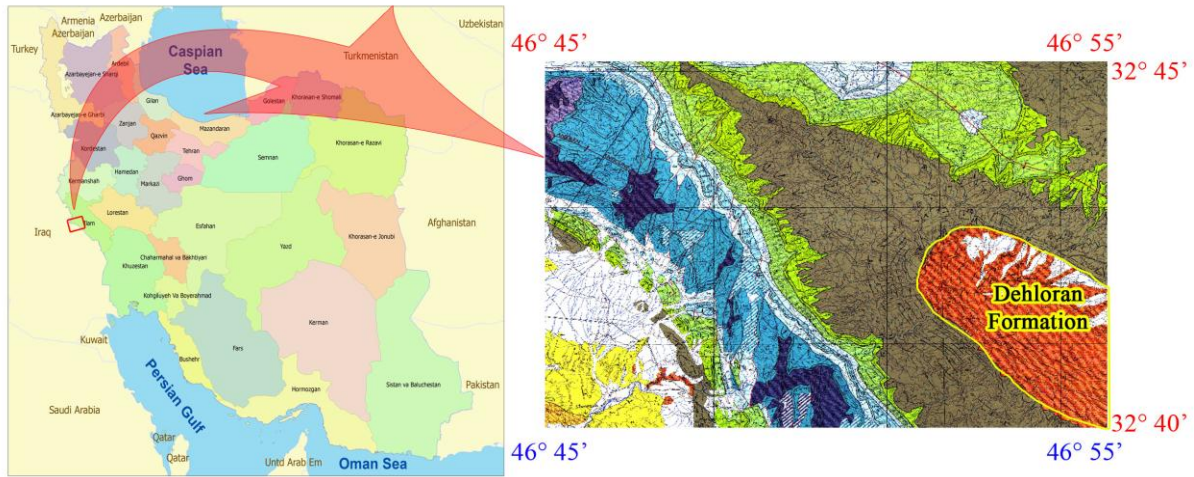 Armenia
Azerbaijan
Azerbaijan
Turkey
Uzbekistan
Turkmenistan
Caspian
Sea
Ardebil
Azarbayejan-e Sharqi
Azarbayejan-e Gharbi
Gilan
Golestan
Khorasan-e Shomali
Zanjan
Mazandaran
Qazvin
Kordestan
Tehran
Semnan
Khorasan-e Razavi
Hamedan
Kermanshah
Markazi
Ghom
Iraq
Ilam
Lorestan
Esfahan
Khorasan-e Jonubi
Afghanistan
Yazd
Khuzestan
Chaharmahal va Bakhtyari
Kohgiluyeh Va Boyerahmad
Kerman
Kuwait
Fars
Bushehr
Persian Gulf
Hormozgan
Sistan va Baluchestan
Pakistan
Saudi Arabia
Qatar
Qatar
Untd Arab Em
Oman Sea
46° 45’
46° 55’
32° 45’
Dehloran
Formation
32° 40’
46° 45’
46° 55’